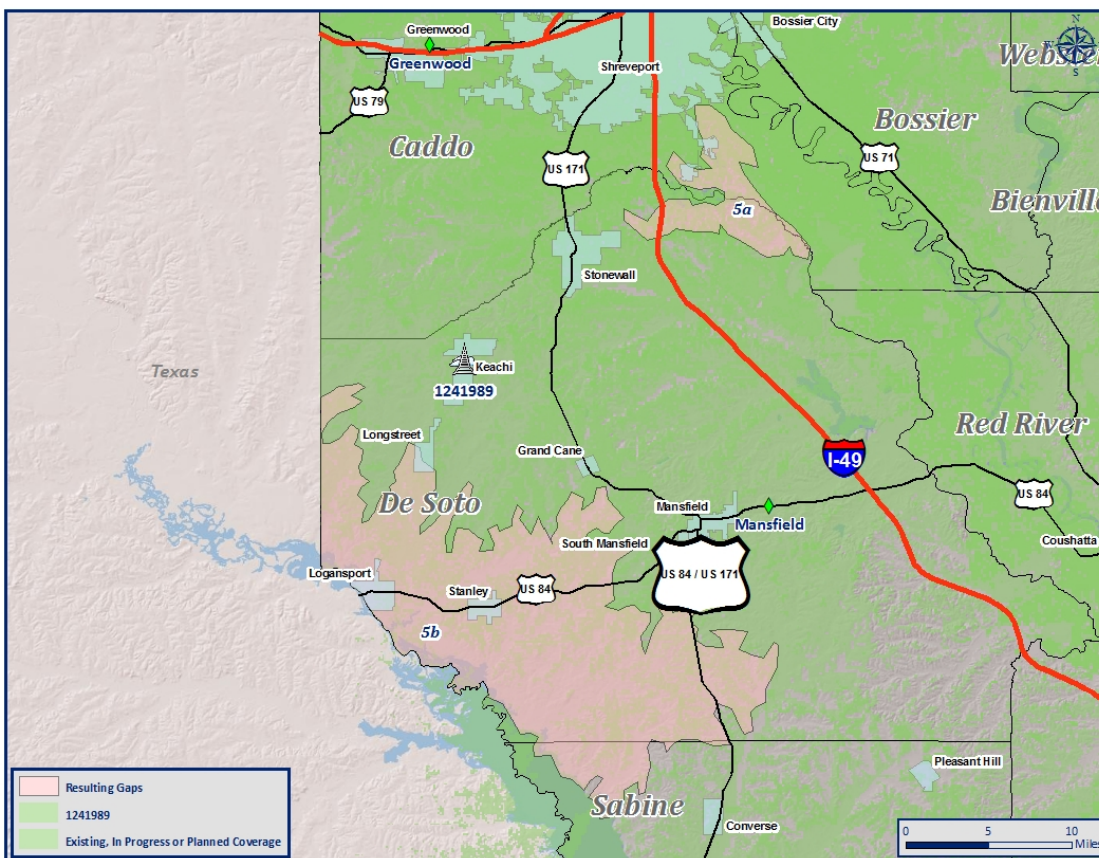 Greenwood
Greenwood
Bossier City
N
S
Webster
Shreveport
US 79
Caddo
Bossier
US 171
US 71
Bienville
5a
Stonewall
Texas
Keachi
1241989
Longstreet
Red River
Grand Cane
I-49
De Soto
US 84
Mansfield
Mansfield
South Mansfield
Coushatta
US 84 / US 171
Logansport
Stanley
US 84
5b
Pleasant Hill
Sabine
Converse
Resulting Gaps
1241989
Existing, In Progress or Planned Coverage
0 5 10
Miles